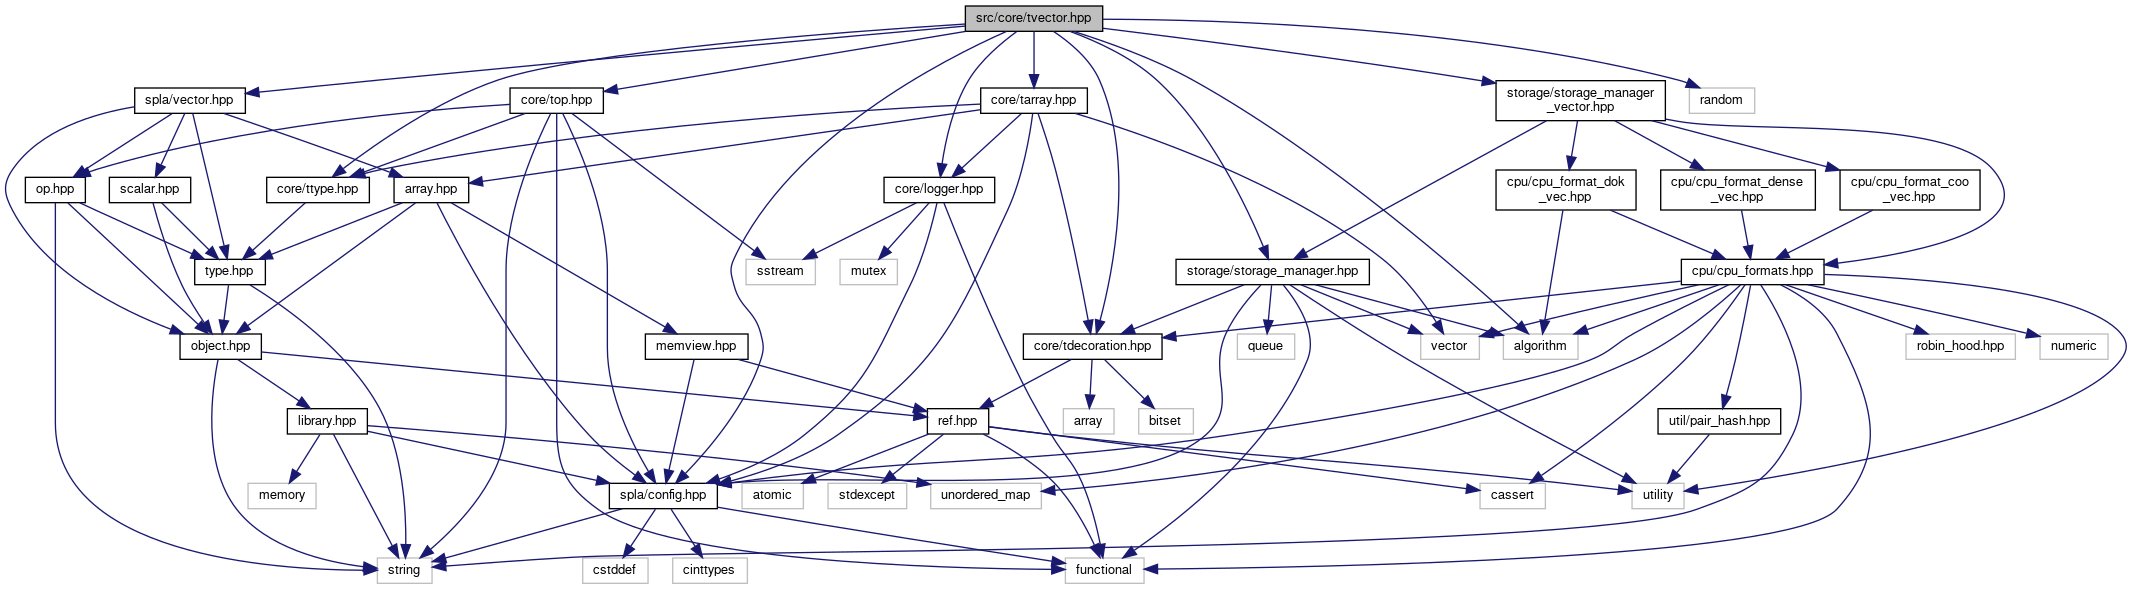 src/core/tvector.hpp
spla/vector.hpp
core/top.hpp
core/tarray.hpp
storage/storage_manager
_vector.hpp
random
op.hpp
scalar.hpp
core/ttype.hpp
array.hpp
core/logger.hpp
cpu/cpu_format_dok
_vec.hpp
cpu/cpu_format_dense
_vec.hpp
cpu/cpu_format_coo
_vec.hpp
type.hpp
sstream
mutex
storage/storage_manager.hpp
cpu/cpu_formats.hpp
object.hpp
memview.hpp
core/tdecoration.hpp
queue
vector
algorithm
robin_hood.hpp
numeric
library.hpp
ref.hpp
array
bitset
util/pair_hash.hpp
memory
spla/config.hpp
atomic
stdexcept
unordered_map
cassert
utility
string
cstddef
cinttypes
functional